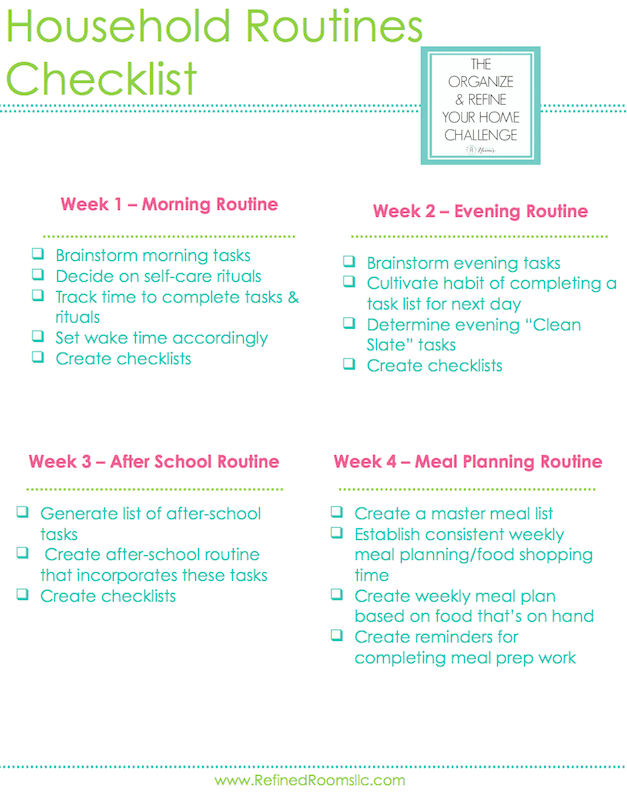 Household Routines
Checklist
THE
ORGANIZE
& REFINE
YOUR HOME
CHALLENGE
Week 1 – Morning Routine
❑ Brainstorm morning tasks
❑ Decide on self-care rituals
❑ Track time to complete tasks &
rituals
❑ Set wake time accordingly
❑ Create checklists
Week 2 – Evening Routine
❑ Brainstorm evening tasks
❑ Cultivate habit of completing a
task list for next day
❑ Determine evening “Clean
Slate” tasks
❑ Create checklists
Week 3 – After School Routine
❑ Generate list of after-school
tasks
❑ Create after-school routine
that incorporates these tasks
❑ Create checklists
Week 4 – Meal Planning Routine
❑ Create a master meal list
❑ Establish consistent weekly
meal planning/food shopping
time
❑ Create weekly meal plan
based on food that’s on hand
❑ Create reminders for
completing meal prep work
www.RefinedRoomsllc.com